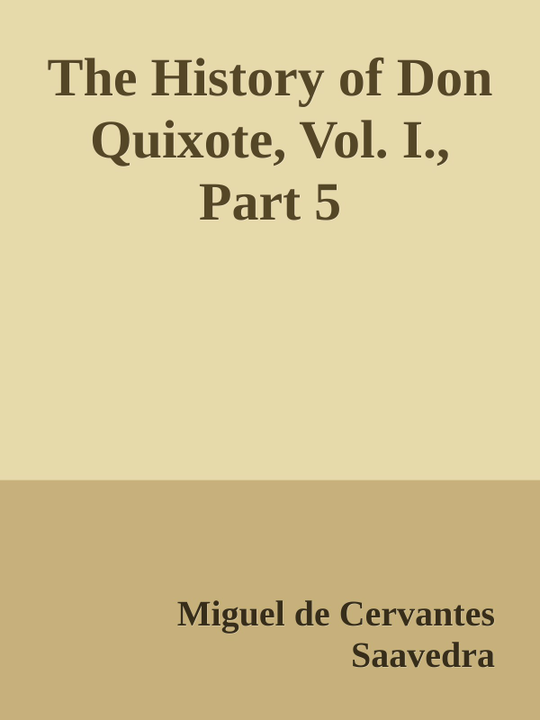 The History of Don
Quixote, Vol. I.,
Part 5
Miguel de Cervantes
Saavedra